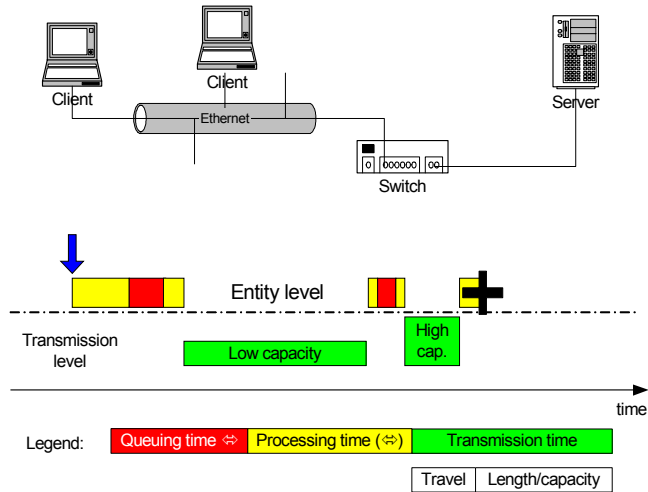 Client
Client
Server
Ethernet
Switch
Entity level
Transmission
level
Low capacity
High
cap.
time
Legend:
Queuing time ⇔
Processing time (⇔)
Transmission time
Travel
Length/capacity